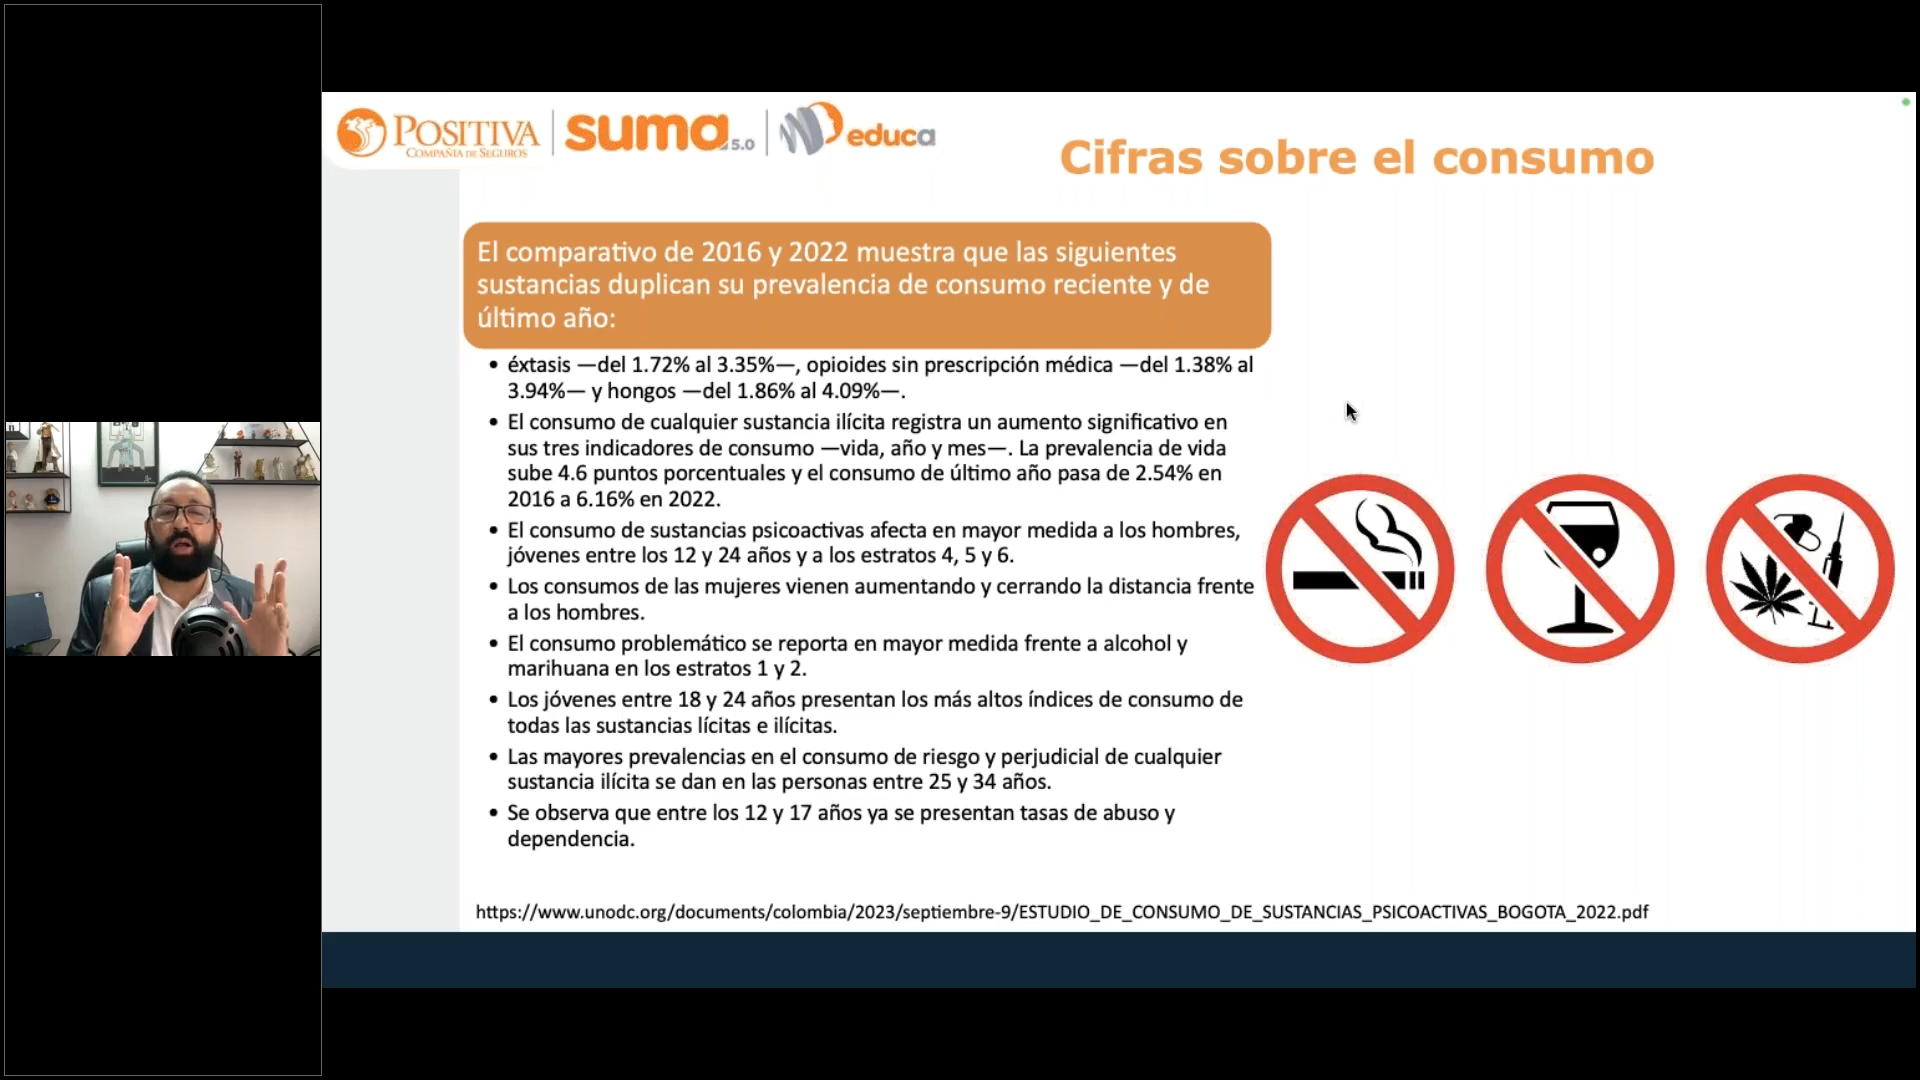 POSITIVA
COMPAÑIA DE SEGUROS
suma 5.0
educa
Cifras sobre el consumo
El comparativo de 2016 y 2022 muestra que las siguientes
sustancias duplican su prevalencia de consumo reciente y de
último año:
• éxtasis —del 1.72% al 3.35%—, opioides sin prescripción médica —del 1.38% al
3.94%— y hongos —del 1.86% al 4.09%—.
• El consumo de cualquier sustancia ilícita registra un aumento significativo en
sus tres indicadores de consumo —vida, año y mes—. La prevalencia de vida
sube 4.6 puntos porcentuales y el consumo de último año pasa de 2.54% en
2016 a 6.16% en 2022.
• El consumo de sustancias psicoactivas afecta en mayor medida a los hombres,
jóvenes entre los 12 y 24 años y a los estratos 4, 5 y 6.
• Los consumos de las mujeres vienen aumentando y cerrando la distancia frente
a los hombres.
• El consumo problemático se reporta en mayor medida frente a alcohol y
marihuana en los estratos 1 y 2.
• Los jóvenes entre 18 y 24 años presentan los más altos índices de consumo de
todas las sustancias lícitas e ilícitas.
• Las mayores prevalencias en el consumo de riesgo y perjudicial de cualquier
sustancia ilícita se dan en las personas entre 25 y 34 años.
• Se observa que entre los 12 y 17 años ya se presentan tasas de abuso y
dependencia.
https://www.unodc.org/documents/colombia/2023/septiembre-9/ESTUDIO_DE_CONSUMO_DE_SUSTANCIAS_PSICOACTIVAS_BOGOTA_2022.pdf